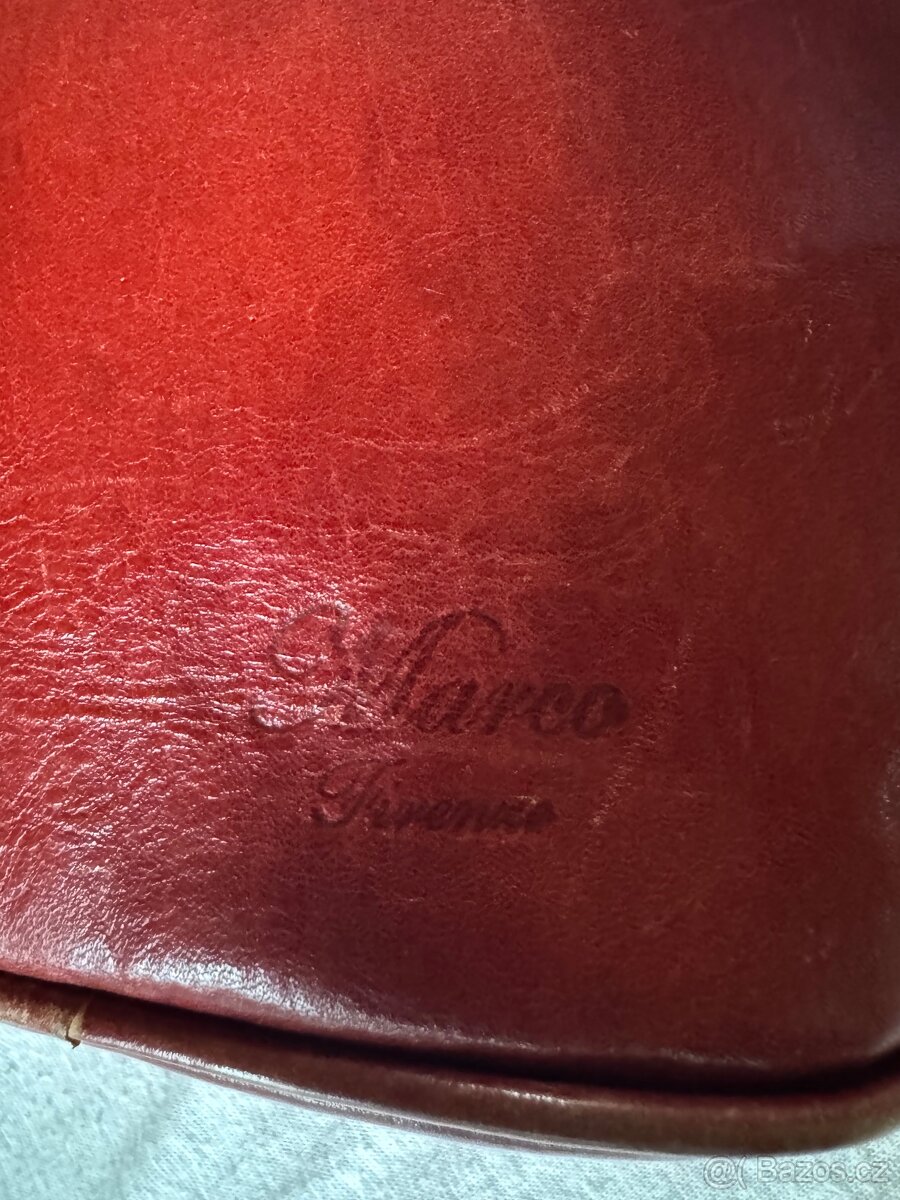 Marco
Firenze
@( Bazos.cz